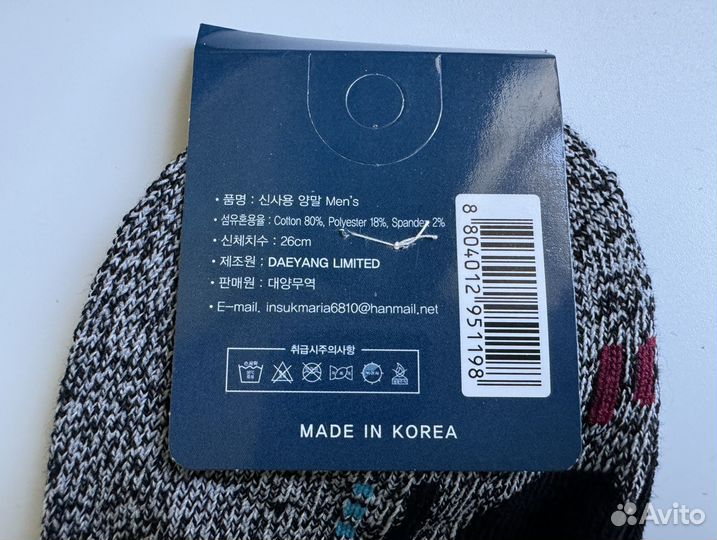 • 품명 : 신사용 양말 Men's
• 섬유혼용율 : Cotton 80%, Polyester 18%, Spandex 2%
• 신체치수 : 26cm
• 제조원 : DAEYANG LIMITED
• 판매원 : 대양무역
• E-mail. insukmaria6810@hanmail.net
취급시주의사항
MADE IN KOREA
8 804012 951198
Avito